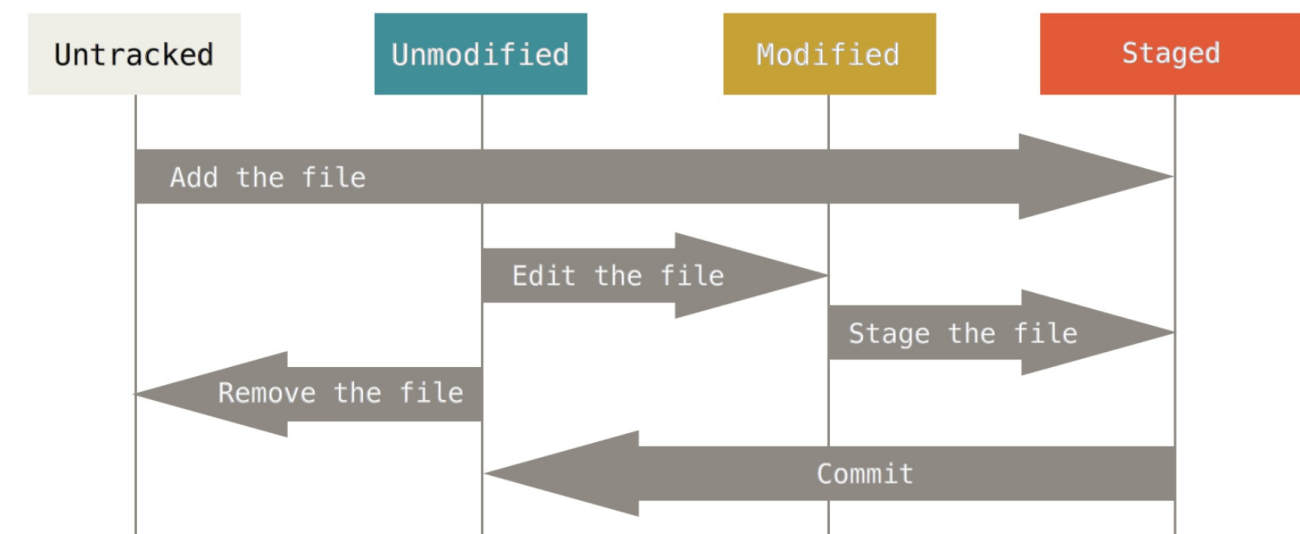 Untracked
Unmodified
Modified
Staged
Add the file
Edit the file
Stage the file
Remove the file
Commit